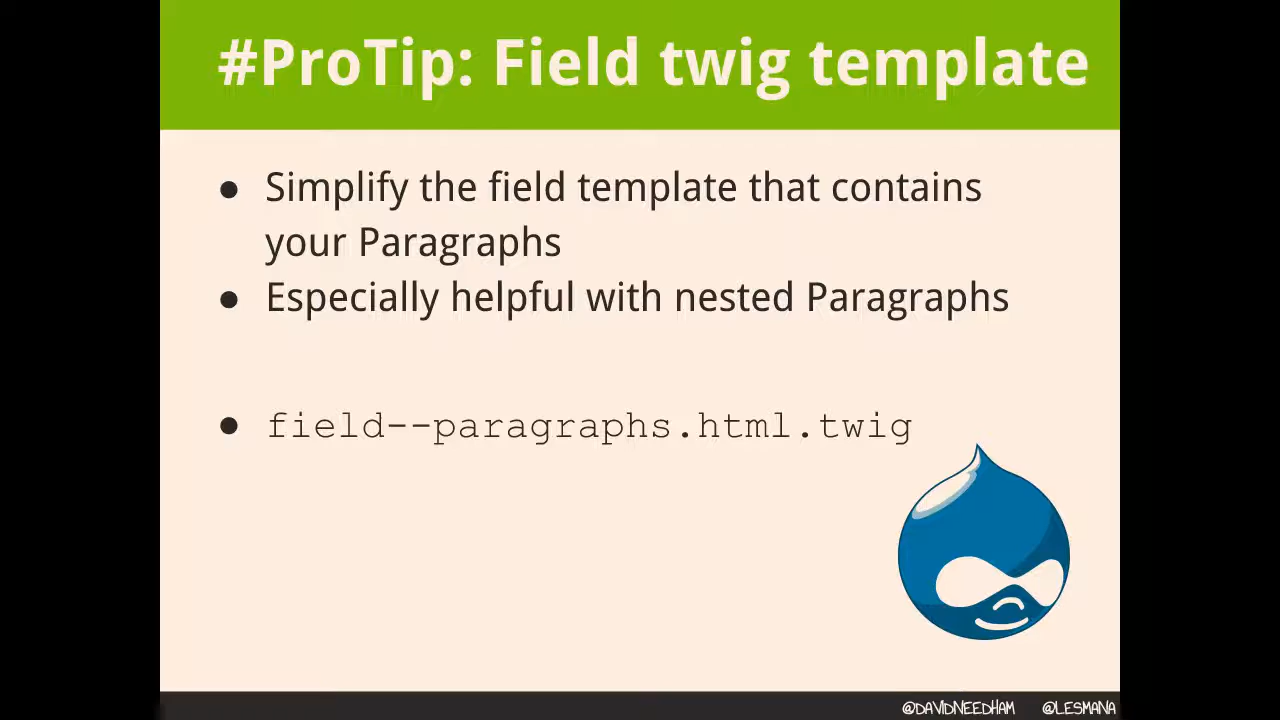 #ProTip: Field twig template
● Simplify the field template that contains
your Paragraphs
● Especially helpful with nested Paragraphs
● field--paragraphs.html.twig
@DAVIDNEEDHAM @LESMANA